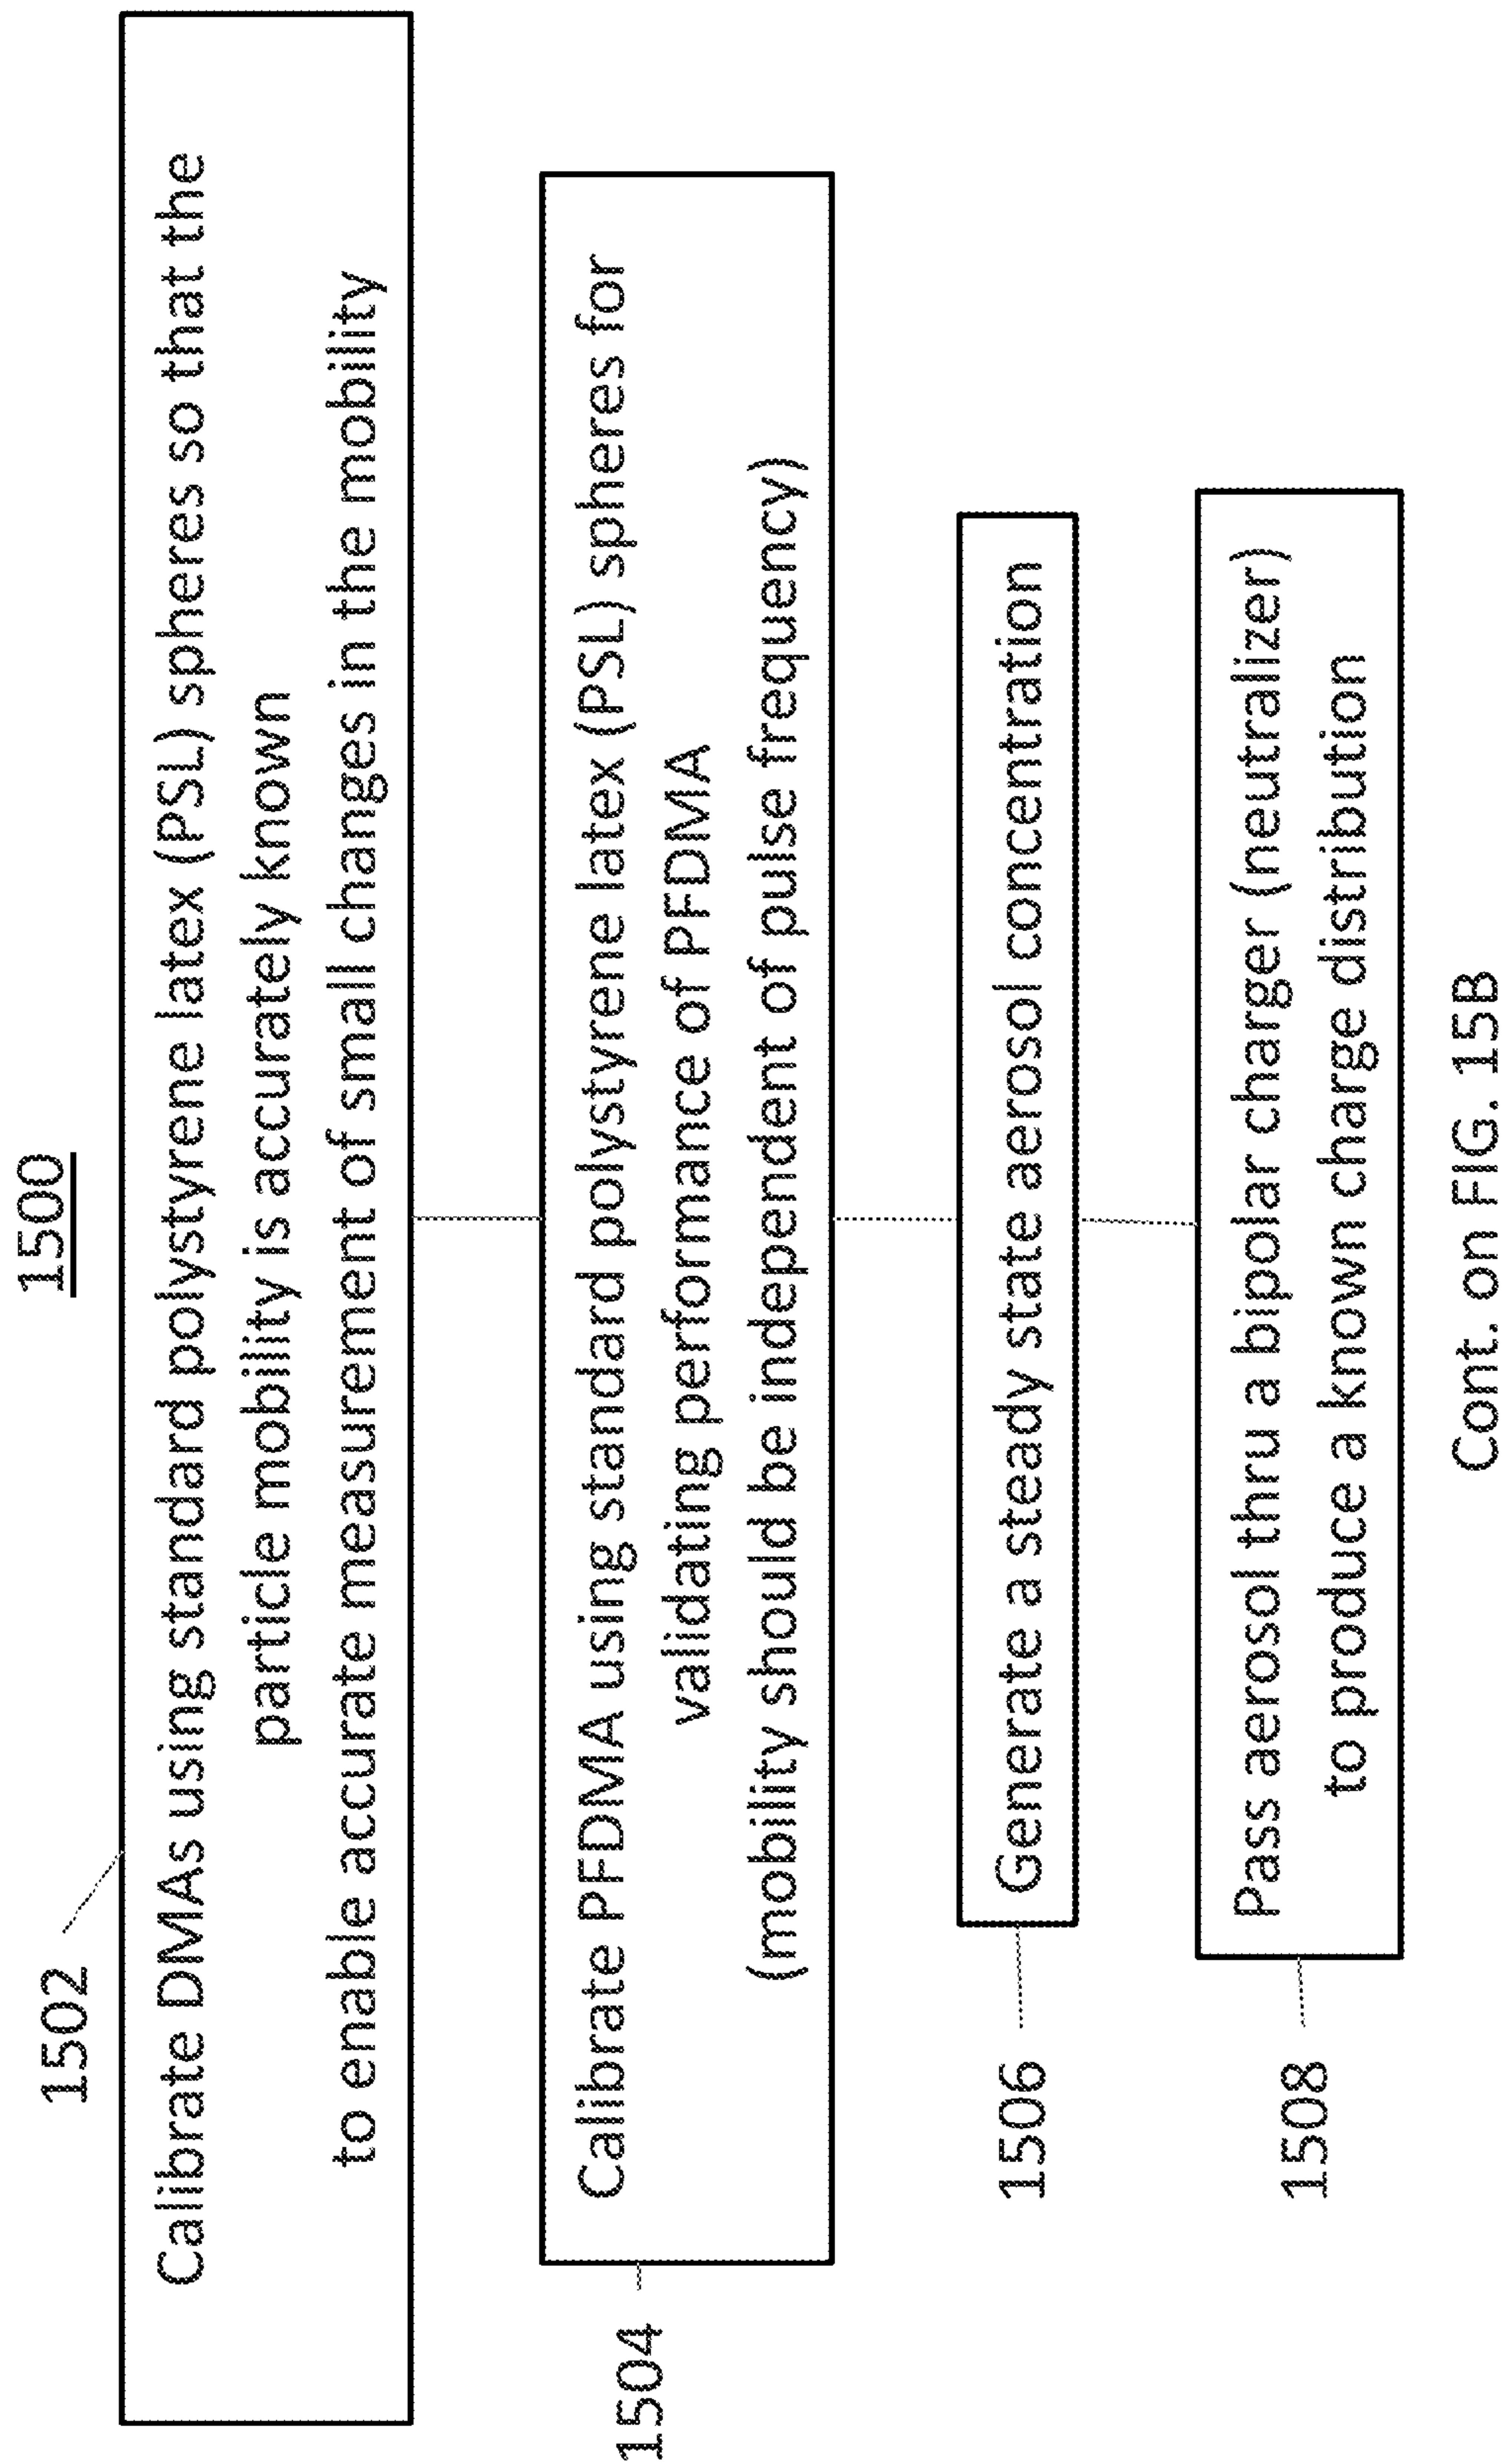 1500
1502
Calibrate DMAs using standard polystyrene latex (PSL) spheres so that the
particle mobility is accurately known
to enable accurate measurement of small changes in the mobility
1504
Calibrate PFDMA using standard polystyrene latex (PSL) spheres for
validating performance of PFDMA
(mobility should be independent of pulse frequency)
1506
Generate a steady state aerosol concentration
1508
Pass aerosol thru a bipolar charger (neutralizer)
to produce a known charge distribution
Cont. on FIG. 15B